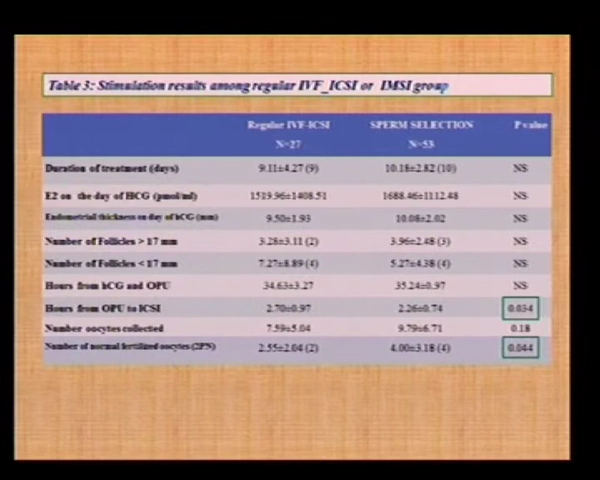 Table 3: Stimulation results among regular IVF_ICSI or IMSI group
Regular IVF-ICSI SPERM SELECTION P value
N=27 N=53
Duration of treatment (days) 9.11±4.27 (9) 10.18±2.82 (10) NS
E2 on the day of HCG (pmol/ml) 1519.96±1408.51 1688.46±1112.48 NS
Endometrial thickness on day of hCG (mm) 9.50±1.93 10.08±2.02 NS
Number of Follicles > 17 mm 3.28±3.11 (2) 3.96±2.48 (3) NS
Number of Follicles < 17 mm 7.27±8.89 (4) 5.27±4.38 (4) NS
Hours from hCG and OPU 34.63±3.27 35.24±0.97 NS
Hours from OPU to ICSI 2.70±0.97 2.26±0.74 0.034
Number oocytes collected 7.59±5.04 9.79±6.71 0.18
Number of normal fertilized oocytes (2PN) 2.55±2.04 (2) 4.00±3.18 (4) 0.044